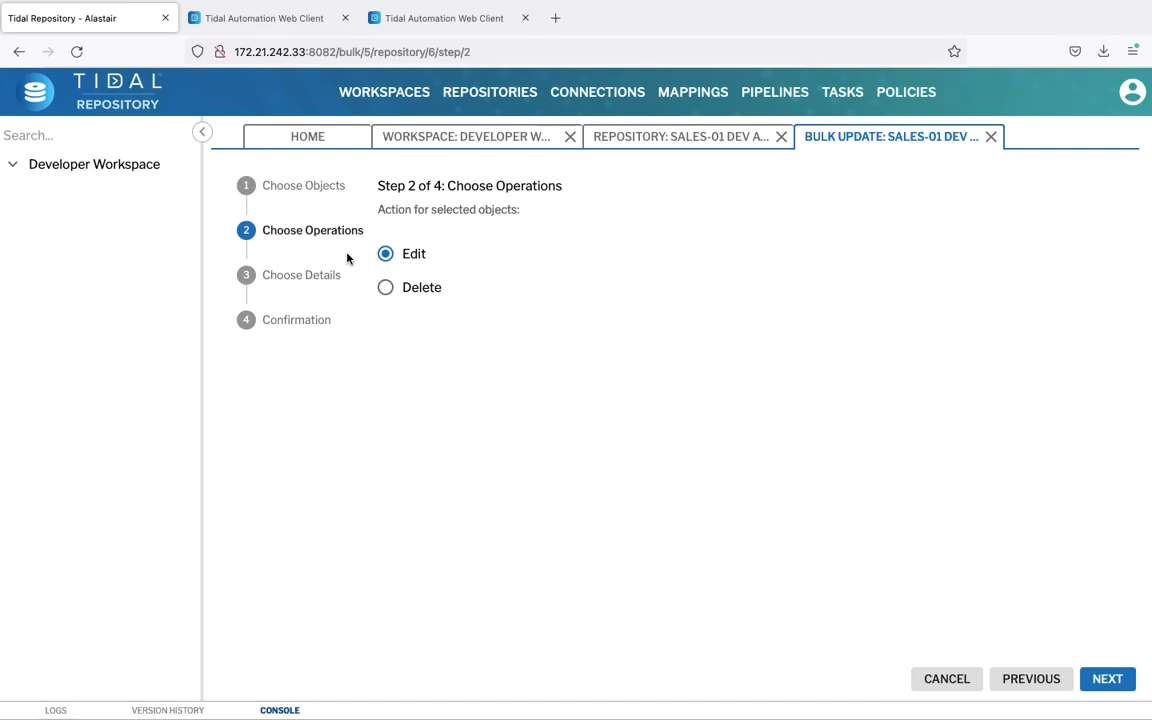 Tidal Repository - Alastair
Tidal Automation Web Client
Tidal Automation Web Client
172.21.242.33:8082/bulk/5/repository/6/step/2
TIDAL
REPOSITORY
WORKSPACES
REPOSITORIES
CONNECTIONS
MAPPINGS
PIPELINES
TASKS
POLICIES
Search...
Developer Workspace
HOME
WORKSPACE: DEVELOPER W...
REPOSITORY: SALES-01 DEV A...
BULK UPDATE: SALES-01 DEV ...
1 Choose Objects
2 Choose Operations
3 Choose Details
4 Confirmation
Step 2 of 4: Choose Operations
Action for selected objects:
Edit
Delete
CANCEL
PREVIOUS
NEXT
LOGS
VERSION HISTORY
CONSOLE